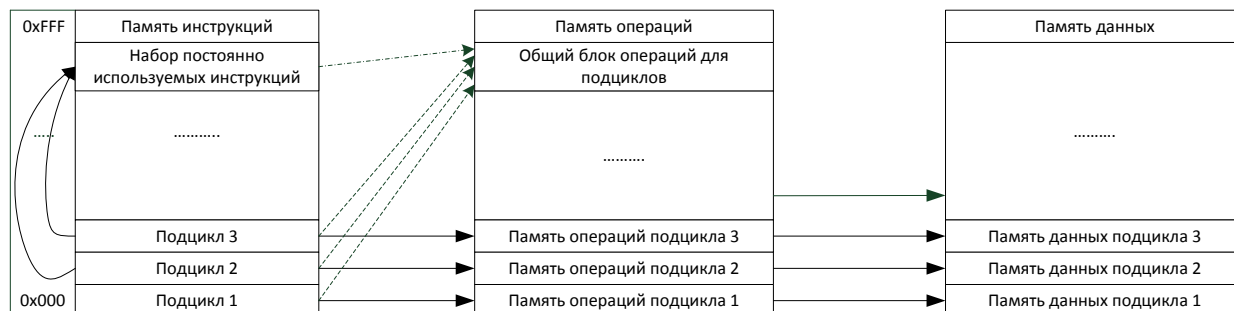 0xFFF
Память инструкций
Память операций
Память данных
Набор постоянно
используемых инструкций
Общий блок операций для
подциклов
.....
...........
..........
..........
Подцикл 3
Память операций подцикла 3
Память данных подцикла 3
Подцикл 2
Память операций подцикла 2
Память данных подцикла 2
0x000
Подцикл 1
Память операций подцикла 1
Память данных подцикла 1